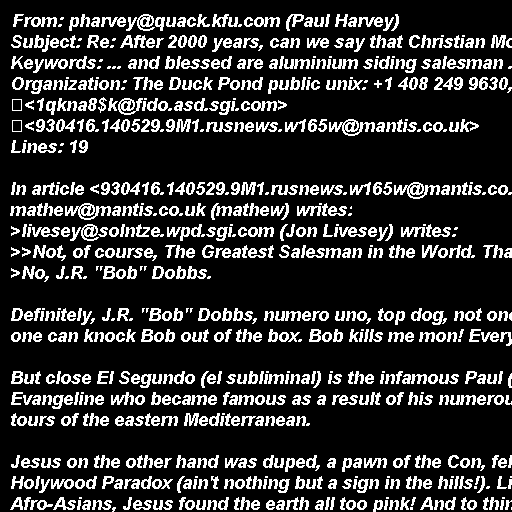 From: pharvey@quack.kfu.com (Paul Harvey)
Subject: Re: After 2000 years, can we say that Christian Mo
Keywords: ... and blessed are aluminium siding salesman .
Organization: The Duck Pond public unix: +1 408 249 9630,
<1qkna8$k@fido.asd.sgi.com>
<930416.140529.9M1.rusnews.w165w@mantis.co.uk>
Lines: 19

In article <930416.140529.9M1.rusnews.w165w@mantis.co.
mathew@mantis.co.uk (mathew) writes:
>livesey@solntze.wpd.sgi.com (Jon Livesey) writes:
>>Not, of course, The Greatest Salesman in the World. Tha
>No, J.R. "Bob" Dobbs.

Definitely, J.R. "Bob" Dobbs, numero uno, top dog, not one
one can knock Bob out of the box. Bob kills me mon! Every

But close El Segundo (el subliminal) is the infamous Paul (
Evangeline who became famous as a result of his numerou
tours of the eastern Mediterranean.

Jesus on the other hand was duped, a pawn of the Con, fel
Holywood Paradox (ain't nothing but a sign in the hills!). Li
Afro-Asians, Jesus found the earth all too pink! And to thin